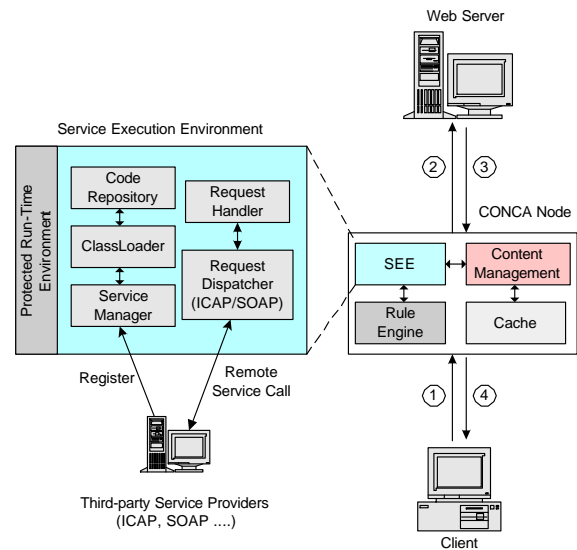 Web Server
Service Execution Environment
Protected Run-Time
Environment
Code
Repository
ClassLoader
Service
Manager
Request
Handler
Request
Dispatcher
(ICAP/SOAP)
Register
Remote
Service Call
Third-party Service Providers
(ICAP, SOAP ....)
2
3
CONCA Node
SEE
Content
Management
Rule
Engine
Cache
1
4
Client